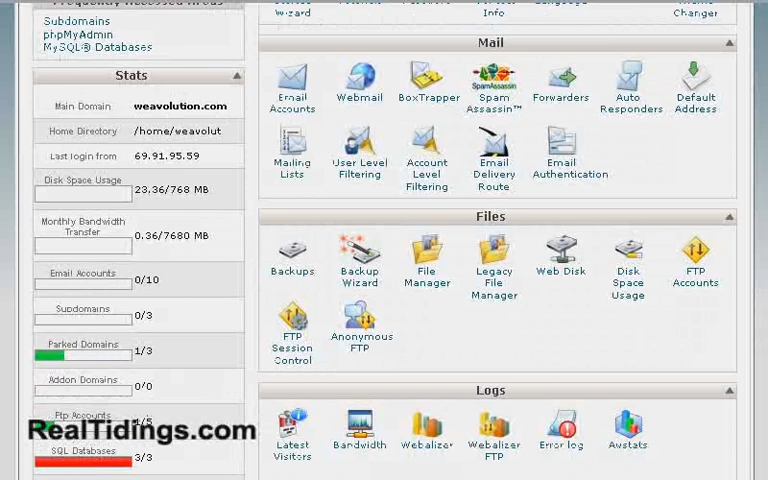 Frequently Accessed Areas
Subdomains
phpMyAdmin
MySQL® Databases
Stats
Main Domain weavolution.com
Home Directory /home/weavolut
Last login from 69.91.95.59
Disk Space Usage
23.36/768 MB
Monthly Bandwidth
Transfer
0.36/7680 MB
Email Accounts
0/10
Subdomains
0/3
Parked Domains
1/3
Addon Domains
0/0
Ftp Accounts
1/5
SQL Databases
3/3
RealTidings.com
Wizard
Info
Changer
Mail
Email
Accounts
Webmail
BoxTrapper
Spam
Assassin™
Forwarders
Auto
Responders
Default
Address
Mailing
Lists
User Level
Filtering
Account
Level
Filtering
Email
Delivery
Route
Email
Authentication
Files
Backups
Backup
Wizard
File
Manager
Legacy
File
Manager
Web Disk
Disk
Space
Usage
FTP
Accounts
FTP
Session
Control
Anonymous
FTP
Logs
Latest
Visitors
Bandwidth
Webalizer
Webalizer
FTP
Error log
Awstats